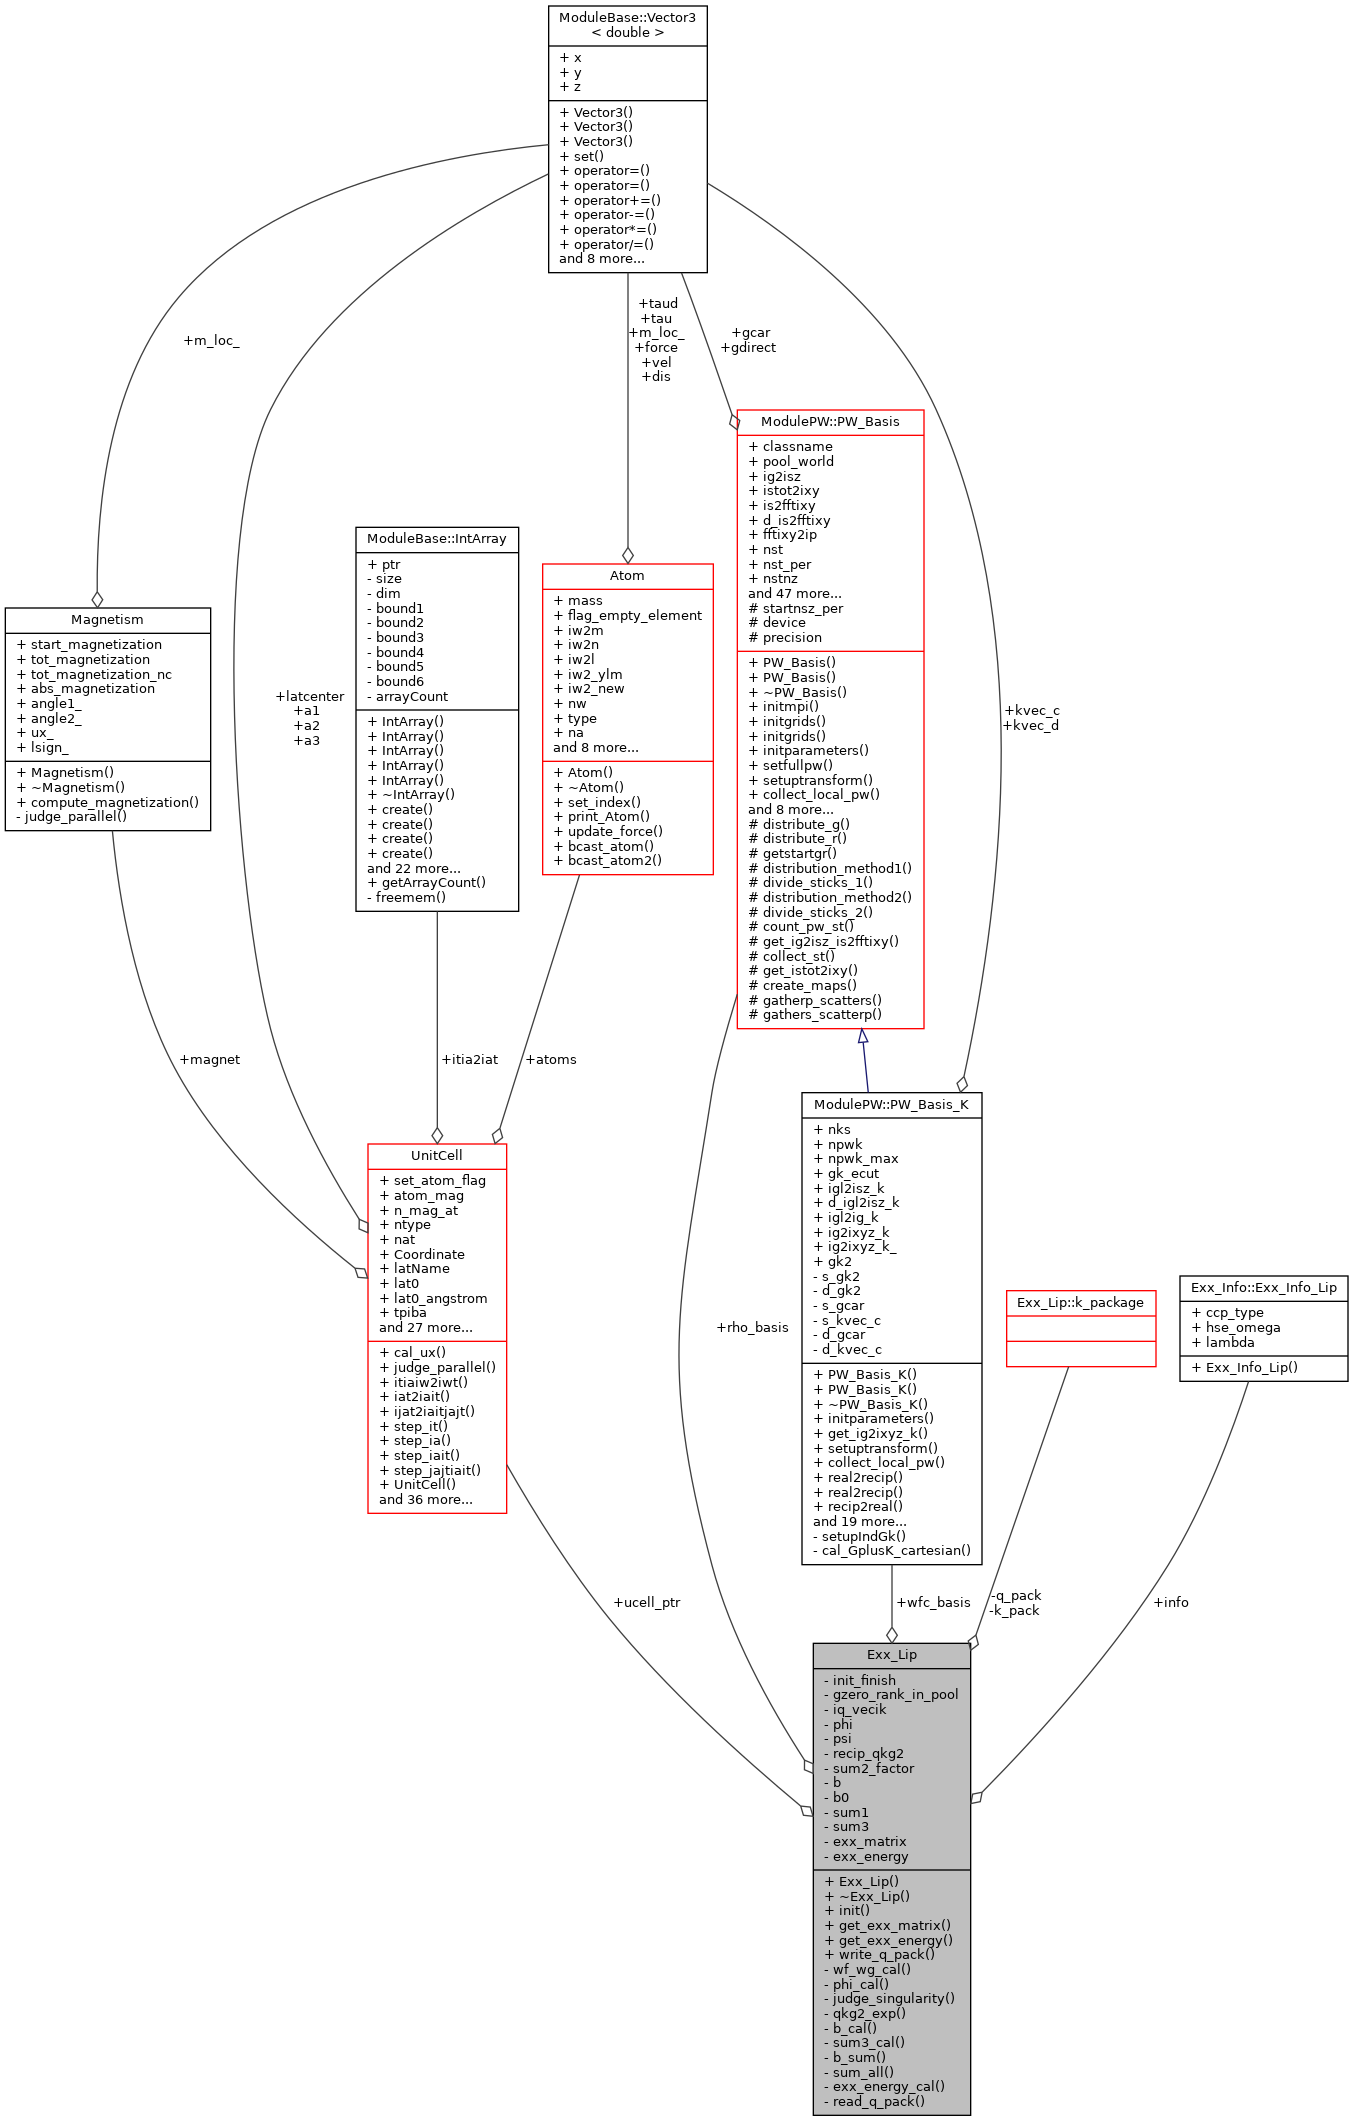 ModuleBase::Vector3
< double >
+ x
+ y
+ z
+ Vector3()
+ Vector3()
+ Vector3()
+ set()
+ operator=()
+ operator=()
+ operator+=()
+ operator-=()
+ operator*=()
+ operator/=()
and 8 more...
+m_loc_
+taud
+tau
+m_loc_
+force
+vel
+dis
+gcar
+gdirect
ModulePW::PW_Basis
+ classname
+ pool_world
+ ig2isz
+ istot2ixy
+ is2fftixy
+ d_is2fftixy
+ fftixy2ip
+ nst
+ nst_per
+ nstnz
and 47 more...
# startnsz_per
# device
# precision
+ PW_Basis()
+ PW_Basis()
+ ~PW_Basis()
+ initmpi()
+ initgrids()
+ initgrids()
+ initparameters()
+ setfullpw()
+ setuptransform()
+ collect_local_pw()
and 8 more...
# distribute_g()
# distribute_r()
# getstartgr()
# distribution_method1()
# divide_sticks_1()
# distribution_method2()
# divide_sticks_2()
# count_pw_st()
# get_ig2isz_is2fftixy()
# collect_st()
# get_istot2ixy()
# create_maps()
# gatherp_scatters()
# gathers_scatterp()
ModuleBase::IntArray
+ ptr
- size
- dim
- bound1
- bound2
- bound3
- bound4
- bound5
- bound6
- arrayCount
+ IntArray()
+ IntArray()
+ IntArray()
+ IntArray()
+ IntArray()
+ ~IntArray()
+ create()
+ create()
+ create()
+ create()
and 22 more...
+ getArrayCount()
- freemem()
Atom
+ mass
+ flag_empty_element
+ iw2m
+ iw2n
+ iw2l
+ iw2_ylm
+ iw2_new
+ nw
+ type
+ na
and 8 more...
+ Atom()
+ ~Atom()
+ set_index()
+ print_Atom()
+ update_force()
+ bcast_atom()
+ bcast_atom2()
Magnetism
+ start_magnetization
+ tot_magnetization
+ tot_magnetization_nc
+ abs_magnetization
+ angle1_
+ angle2_
+ ux_
+ lsign_
+ Magnetism()
+ ~Magnetism()
+ compute_magnetization()
- judge_parallel()
+latcenter
+a1
+a2
+a3
+kvec_c
+kvec_d
+magnet
+itia2iat
+atoms
ModulePW::PW_Basis_K
+ nks
+ npwk
+ npwk_max
+ gk_ecut
+ igl2isz_k
+ d_igl2isz_k
+ igl2ig_k
+ ig2ixyz_k
+ ig2ixyz_k_
+ gk2
- s_gk2
- d_gk2
- s_gcar
- s_kvec_c
- d_gcar
- d_kvec_c
+ PW_Basis_K()
+ PW_Basis_K()
+ ~PW_Basis_K()
+ initparameters()
+ get_ig2ixyz_k()
+ setuptransform()
+ collect_local_pw()
+ real2recip()
+ real2recip()
+ recip2real()
and 19 more...
- setupIndGk()
- cal_GplusK_cartesian()
UnitCell
+ set_atom_flag
+ atom_mag
+ n_mag_at
+ ntype
+ nat
+ Coordinate
+ latName
+ lat0
+ lat0_angstrom
+ tpiba
and 27 more...
+ cal_ux()
+ judge_parallel()
+ itiaiw2iwt()
+ iat2iait()
+ ijat2iaitjajt()
+ step_it()
+ step_ia()
+ step_iait()
+ step_jajtiait()
+ UnitCell()
and 36 more...
+rho_basis
Exx_Lip::k_package
Exx_Info::Exx_Info_Lip
+ ccp_type
+ hse_omega
+ lambda
+ Exx_Info_Lip()
+ucell_ptr
+wfc_basis
-q_pack
-k_pack
+info
Exx_Lip
- init_finish
- gzero_rank_in_pool
- iq_vecik
- phi
- psi
- recip_qkg2
- sum2_factor
- b
- b0
- sum1
- sum3
- exx_matrix
- exx_energy
+ Exx_Lip()
+ ~Exx_Lip()
+ init()
+ get_exx_matrix()
+ get_exx_energy()
+ write_q_pack()
- wf_wg_cal()
- phi_cal()
- judge_singularity()
- qkg2_exp()
- b_cal()
- sum3_cal()
- b_sum()
- sum_all()
- exx_energy_cal()
- read_q_pack()